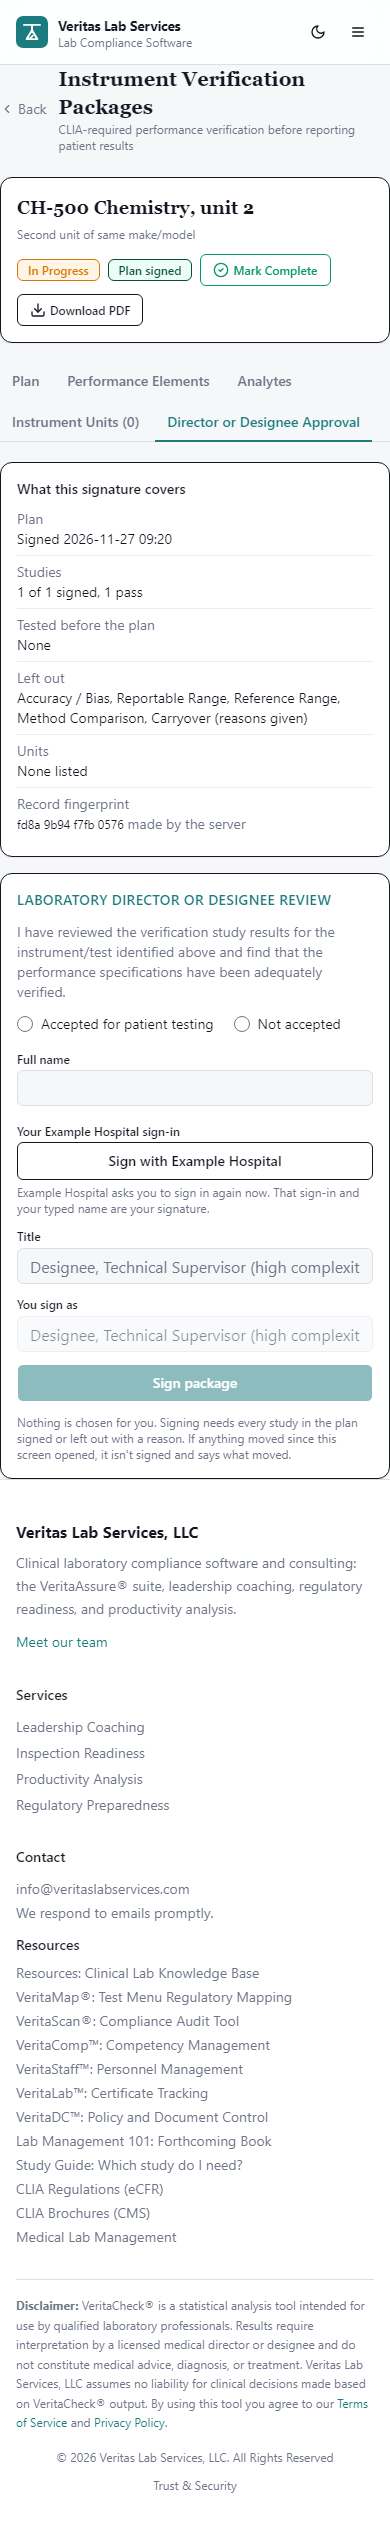 Veritas Lab Services
Lab Compliance Software
Back
Instrument Verification
Packages
CLIA-required performance verification before reporting
patient results
CH-500 Chemistry, unit 2
Second unit of same make/model
In Progress
Plan signed
Mark Complete
Download PDF
Plan
Performance Elements
Analytes
Instrument Units (0)
Director or Designee Approval
What this signature covers
Plan
Signed 2026-11-27 09:20
Studies
1 of 1 signed, 1 pass
Tested before the plan
None
Left out
Accuracy / Bias, Reportable Range, Reference Range,
Method Comparison, Carryover (reasons given)
Units
None listed
Record fingerprint
fd8a 9b94 f7fb 0576 made by the server
LABORATORY DIRECTOR OR DESIGNEE REVIEW
I have reviewed the verification study results for the
instrument/test identified above and find that the
performance specifications have been adequately
verified.
Accepted for patient testing
Not accepted
Full name
Your Example Hospital sign-in
Sign with Example Hospital
Example Hospital asks you to sign in again now. That sign-in and
your typed name are your signature.
Title
Designee, Technical Supervisor (high complexit
You sign as
Designee, Technical Supervisor (high complexit
Sign package
Nothing is chosen for you. Signing needs every study in the plan
signed or left out with a reason. If anything moved since this
screen opened, it isn't signed and says what moved.
Veritas Lab Services, LLC
Clinical laboratory compliance software and consulting:
the VeritaAssure® suite, leadership coaching, regulatory
readiness, and productivity analysis.
Meet our team
Services
Leadership Coaching
Inspection Readiness
Productivity Analysis
Regulatory Preparedness
Contact
info@veritaslabservices.com
We respond to emails promptly.
Resources
Resources: Clinical Lab Knowledge Base
VeritaMap®: Test Menu Regulatory Mapping
VeritaScan®: Compliance Audit Tool
VeritaComp™: Competency Management
VeritaStaff™: Personnel Management
VeritaLab™: Certificate Tracking
VeritaDC™: Policy and Document Control
Lab Management 101: Forthcoming Book
Study Guide: Which study do I need?
CLIA Regulations (eCFR)
CLIA Brochures (CMS)
Medical Lab Management
Disclaimer: VeritaCheck® is a statistical analysis tool intended for
use by qualified laboratory professionals. Results require
interpretation by a licensed medical director or designee and do
not constitute medical advice, diagnosis, or treatment. Veritas Lab
Services, LLC assumes no liability for clinical decisions made based
on VeritaCheck® output. By using this tool you agree to our Terms
of Service and Privacy Policy.
© 2026 Veritas Lab Services, LLC. All Rights Reserved
Trust & Security